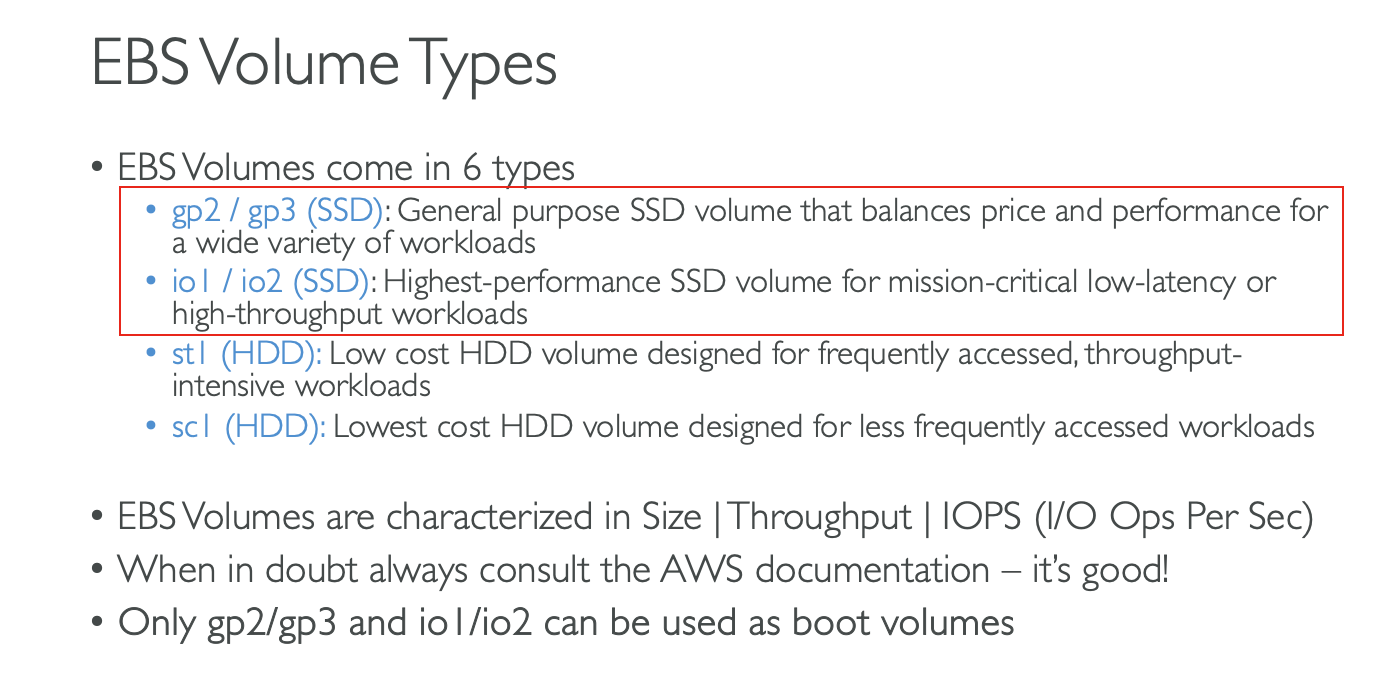 EBS Volume Types
• EBS Volumes come in 6 types
• gp2 / gp3 (SSD): General purpose SSD volume that balances price and performance for
a wide variety of workloads
• io1 / io2 (SSD): Highest-performance SSD volume for mission-critical low-latency or
high-throughput workloads
• st1 (HDD): Low cost HDD volume designed for frequently accessed, throughput-
intensive workloads
• sc1 (HDD): Lowest cost HDD volume designed for less frequently accessed workloads
• EBS Volumes are characterized in Size | Throughput | IOPS (I/O Ops Per Sec)
• When in doubt always consult the AWS documentation – it’s good!
• Only gp2/gp3 and io1/io2 can be used as boot volumes